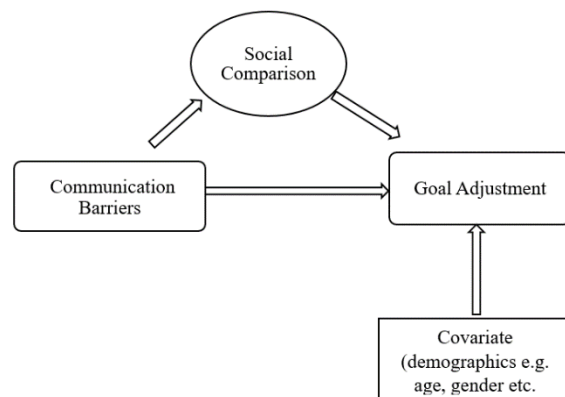 Social
Comparison
Communication
Barriers
Goal Adjustment
Covariate
(demographics e.g.
age, gender etc.